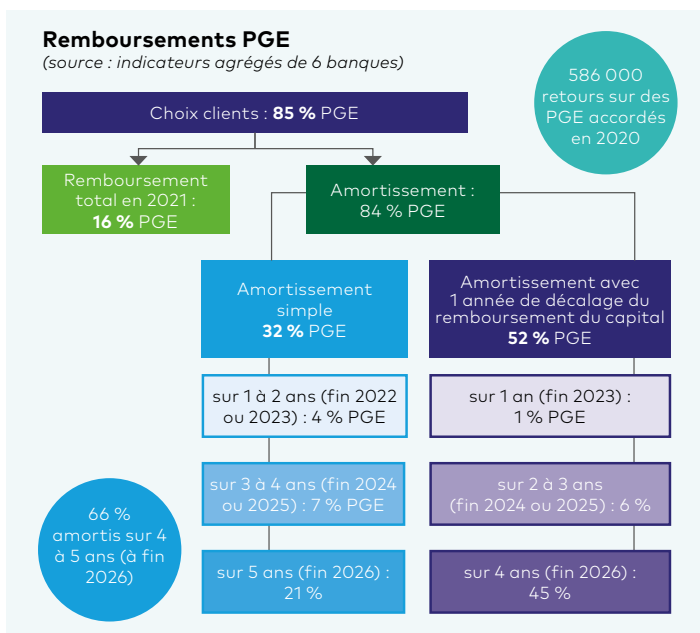 Remboursements PGE
(source : indicateurs agrégés de 6 banques)
586 000
retours sur des
PGE accordés
en 2020
Choix clients : 85 % PGE
Remboursement
total en 2021 :
16 % PGE
Amortissement :
84 % PGE
Amortissement
simple
32 % PGE
Amortissement avec
1 année de décalage du
remboursement du capital
52 % PGE
sur 1 à 2 ans (fin 2022
ou 2023) : 4 % PGE
sur 1 an (fin 2023) :
1 % PGE
sur 3 à 4 ans (fin 2024
ou 2025) : 7 % PGE
sur 2 à 3 ans
(fin 2024 ou 2025) : 6 %
66 %
amortis sur 4
à 5 ans (à fin
2026)
sur 5 ans (fin 2026) :
21 %
sur 4 ans (fin 2026) :
45 %